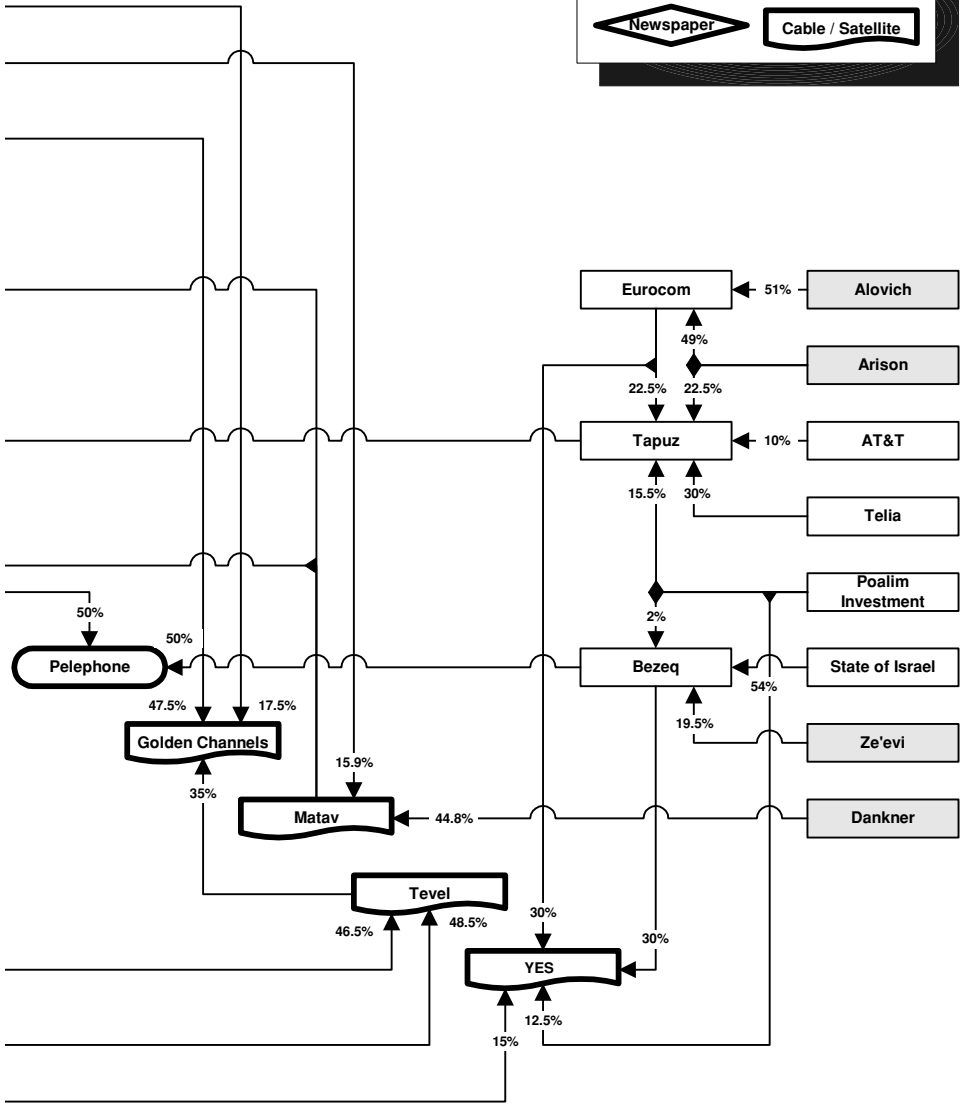 Newspaper
Cable / Satellite
Eurocom
51%
Alovich
49%
Arison
22.5%
22.5%
Tapuz
10%
AT&T
15.5%
30%
Telia
Poalim
Investment
50%
2%
50%
Pelephone
Bezeq
State of Israel
54%
47.5%
17.5%
19.5%
Golden Channels
Ze'evi
15.9%
35%
Matav
44.8%
Dankner
Tevel
46.5%
48.5%
30%
30%
YES
12.5%
15%